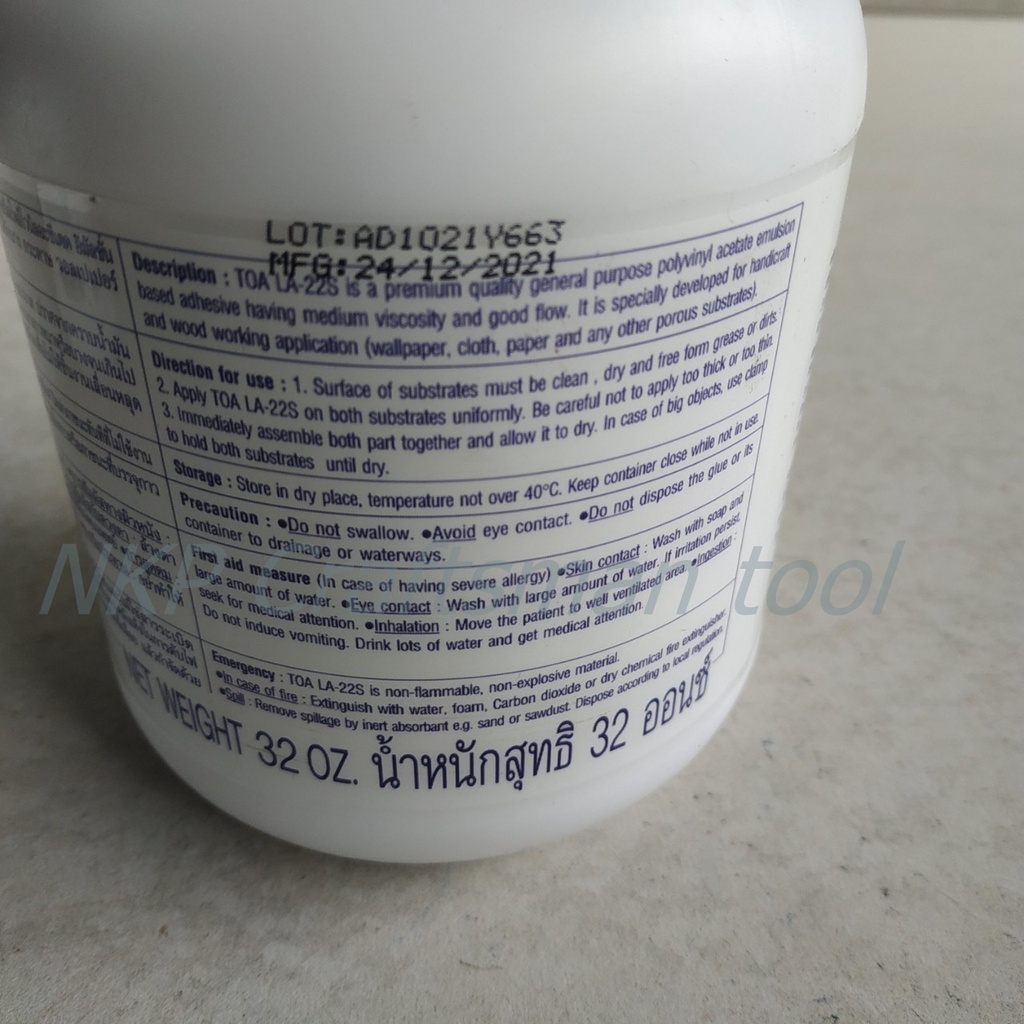 LOT:AD1021Y663
MFG:24/12/2021
Description : TOA LA-22S is a premium quality general purpose polyvinyl acetate emulsion
based adhesive having medium viscosity and good flow. It is specially developed for handicraft
and wood working application (wallpaper, cloth, paper and any other porous substrates).
Direction for use : 1. Surface of substrates must be clean , dry and free form grease or dirts.
2. Apply TOA LA-22S on both substrates uniformly. Be careful not to apply too thick or too thin.
3. Immediately assemble both part together and allow it to dry. In case of big objects, use clamp
to hold both substrates until dry.
Storage : Store in dry place, temperature not over 40°C. Keep container close while not in use.
Precaution : •Do not swallow. •Avoid eye contact. •Do not dispose the glue or its
container to drainage or waterways.
First aid measure (In case of having severe allergy) •Skin contact : Wash with soap and
large amount of water. •Eye contact : Wash with large amount of water. If irritation persist,
seek for medical attention. •Inhalation : Move the patient to well ventilated area. •Ingestion :
Do not induce vomiting. Drink lots of water and get medical attention.
Emergency : TOA LA-22S is non-flammable, non-explosive material.
•In case of fire : Extinguish with water, foam, Carbon dioxide or dry chemical fire extinguisher.
•Spill : Remove spillage by inert absorbant e.g. sand or sawdust. Dispose according to local regulation.
NET WEIGHT 32 OZ. น้ำหนักสุทธิ 32 ออนซ์
tool